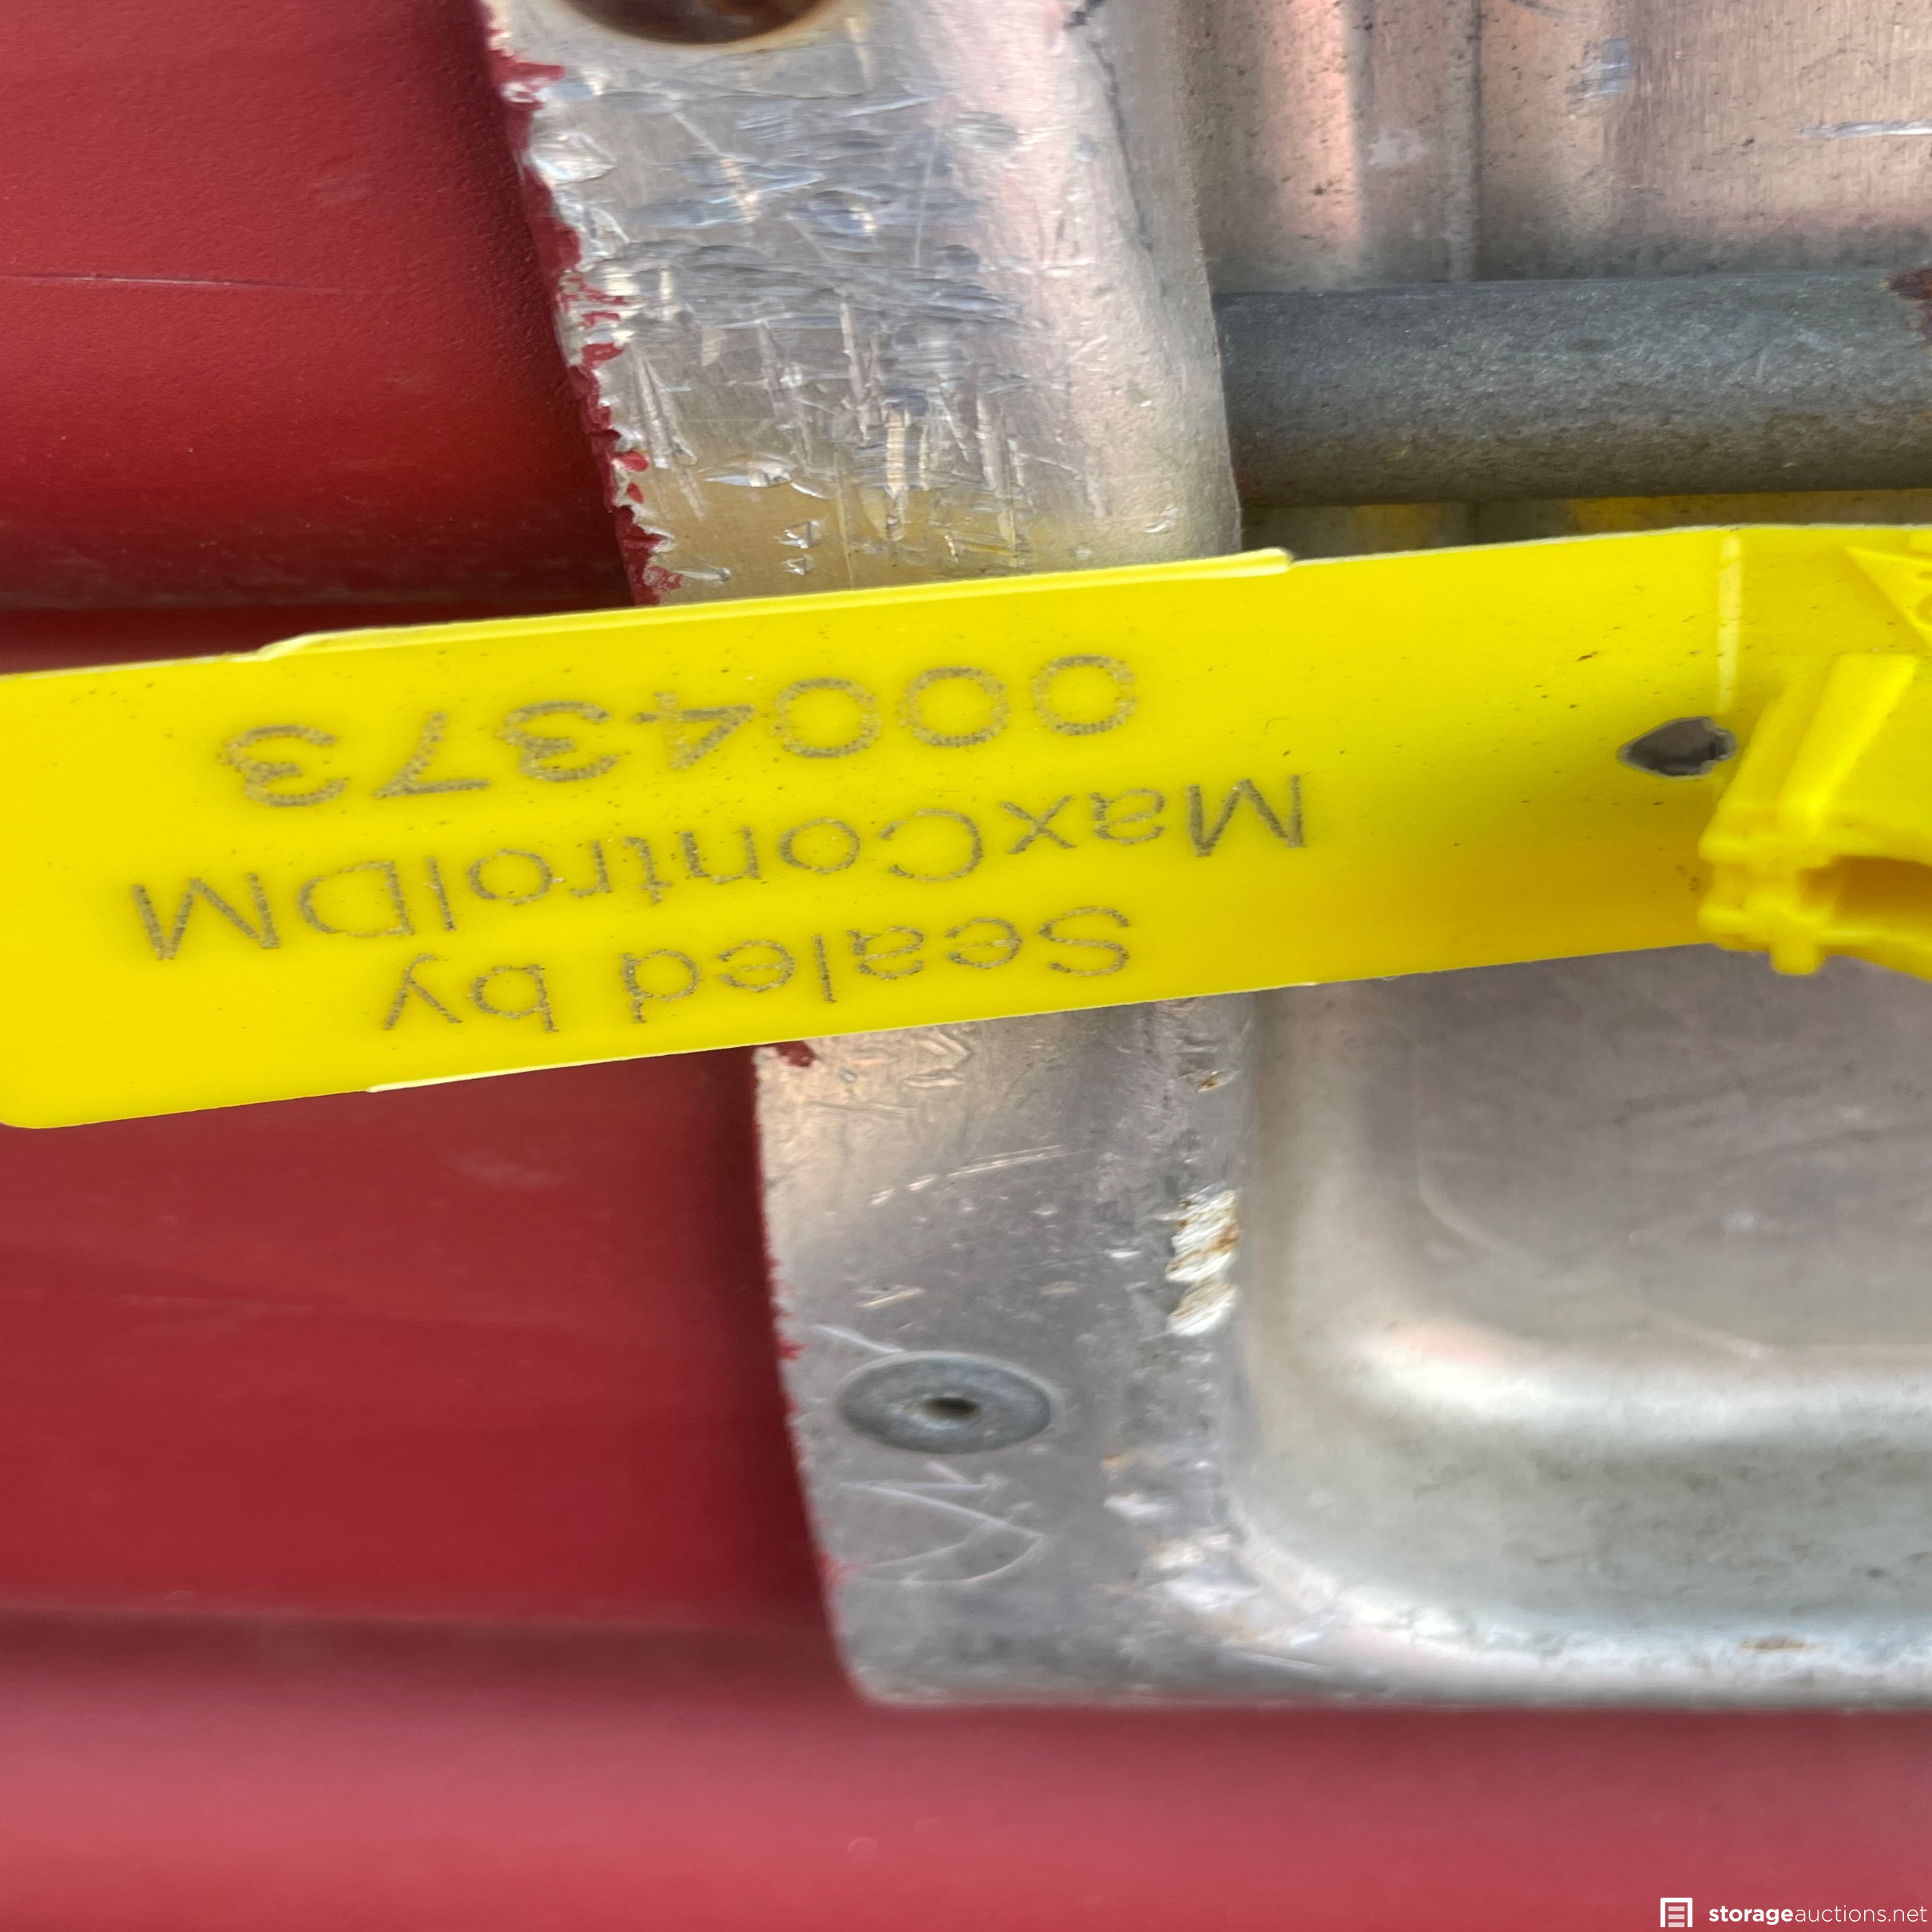 Sealed by
MaxControlDM
0004373
storageauctions.net